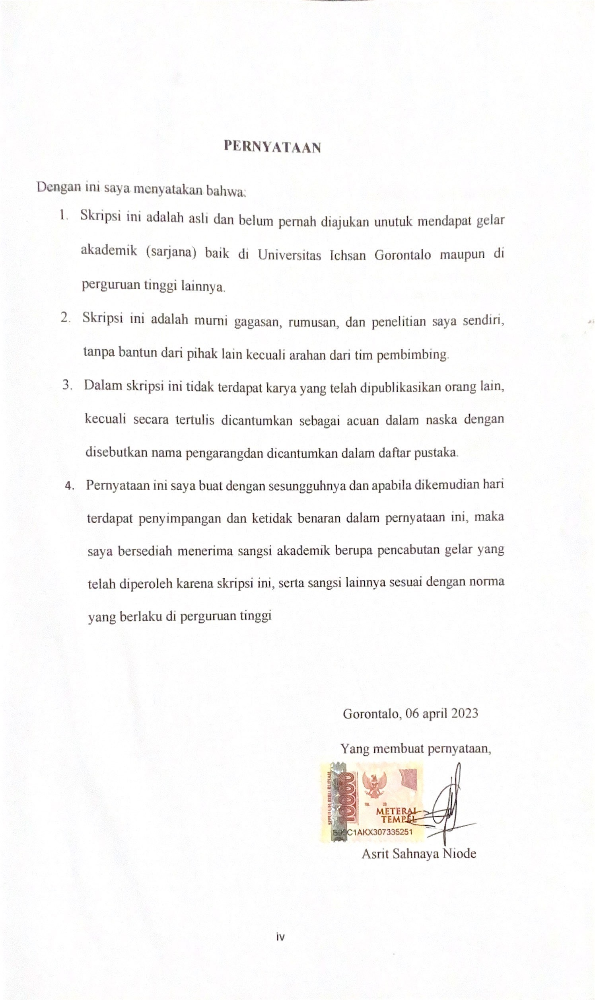 PERNYATAAN
Dengan ini saya menyatakan bahwa:
1. Skripsi ini adalah asli dan belum pernah diajukan unutuk mendapat gelar
akademik (sarjana) baik di Universitas Ichsan Gorontalo maupun di
perguruan tinggi lainnya.
2. Skripsi ini adalah murni gagasan, rumusan, dan penelitian saya sendiri,
tanpa bantun dari pihak lain kecuali arahan dari tim pembimbing.
3. Dalam skripsi ini tidak terdapat karya yang telah dipublikasikan orang lain,
kecuali secara tertulis dicantumkan sebagai acuan dalam naska dengan
disebutkan nama pengarangdan dicantumkan dalam daftar pustaka.
4. Pernyataan ini saya buat dengan sesungguhnya dan apabila dikemudian hari
terdapat penyimpangan dan ketidak benaran dalam pernyataan ini, maka
saya bersediah menerima sangsi akademik berupa pencabutan gelar yang
telah diperoleh karena skripsi ini, serta sangsi lainnya sesuai dengan norma
yang berlaku di perguruan tinggi
Gorontalo, 06 april 2023
Yang membuat pernyataan,
SEPULUH RIBU RUPIAH
10000
METERAI
TEMPEL
C1AKX307335251
Asrit Sahnaya Niode
iv